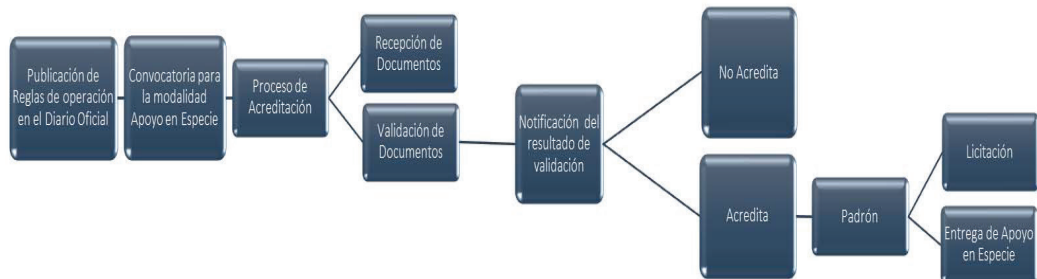 Publicación de
Reglas de operación
en el Diario Oficial
Convocatoria para
la modalidad
Apoyo en Especie
Proceso de
Acreditación
Recepción de
Documentos
Validación de
Documentos
Notificación del
resultado de
validación
No Acredita
Acredita
Padrón
Licitación
Entrega de Apoyo
en Especie